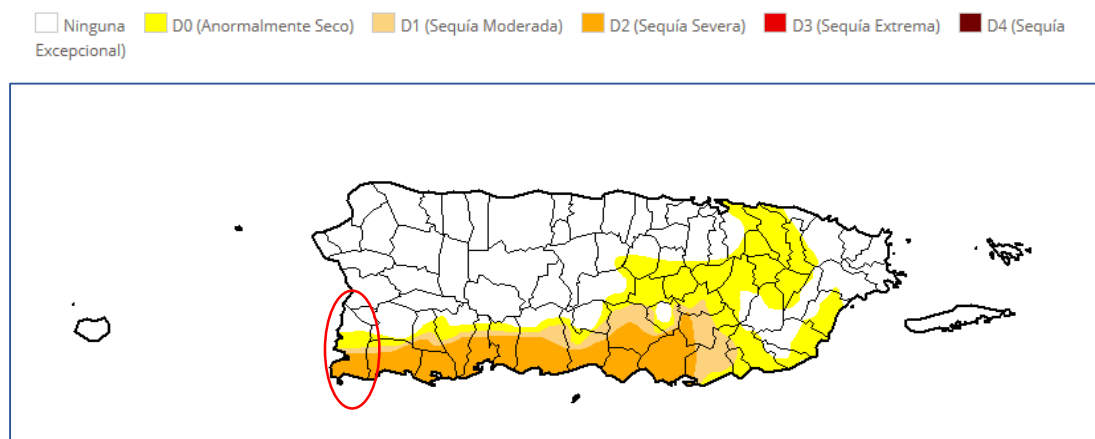 Ninguna D0 (Anormalmente Seco) D1 (Sequía Moderada) D2 (Sequía Severa) D3 (Sequía Extrema) D4 (Sequía
Excepcional)